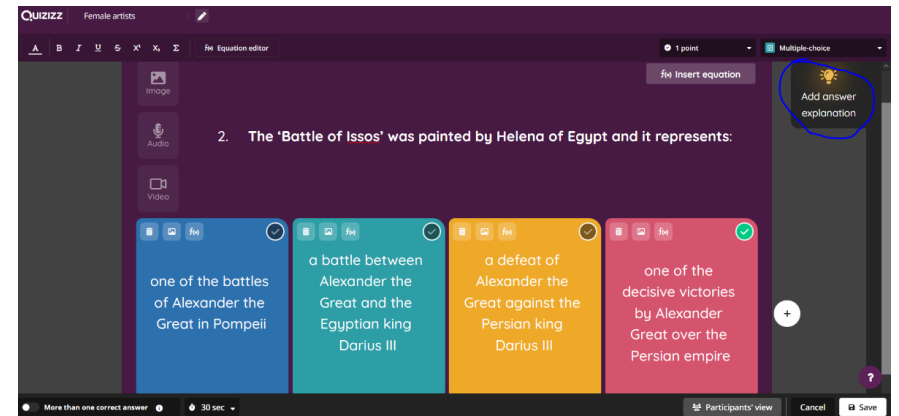 QUIZIZZ Female artists
A B I U S X¹ X₁ Σ f(x) Equation editor 1 point Multiple-choice
Image
f(x) Insert equation
Add answer
explanation
Audio
2. The ‘Battle of Issos’ was painted by Helena of Egypt and it represents:
Video
f(x)
one of the battles
of Alexander the
Great in Pompeii
f(x)
a battle between
Alexander the
Great and the
Egyptian king
Darius III
f(x)
a defeat of
Alexander the
Great against the
Persian king
Darius III
f(x)
one of the
decisive victories
by Alexander
Great over the
Persian empire
+
?
More than one correct answer 30 sec Participants' view Cancel Save